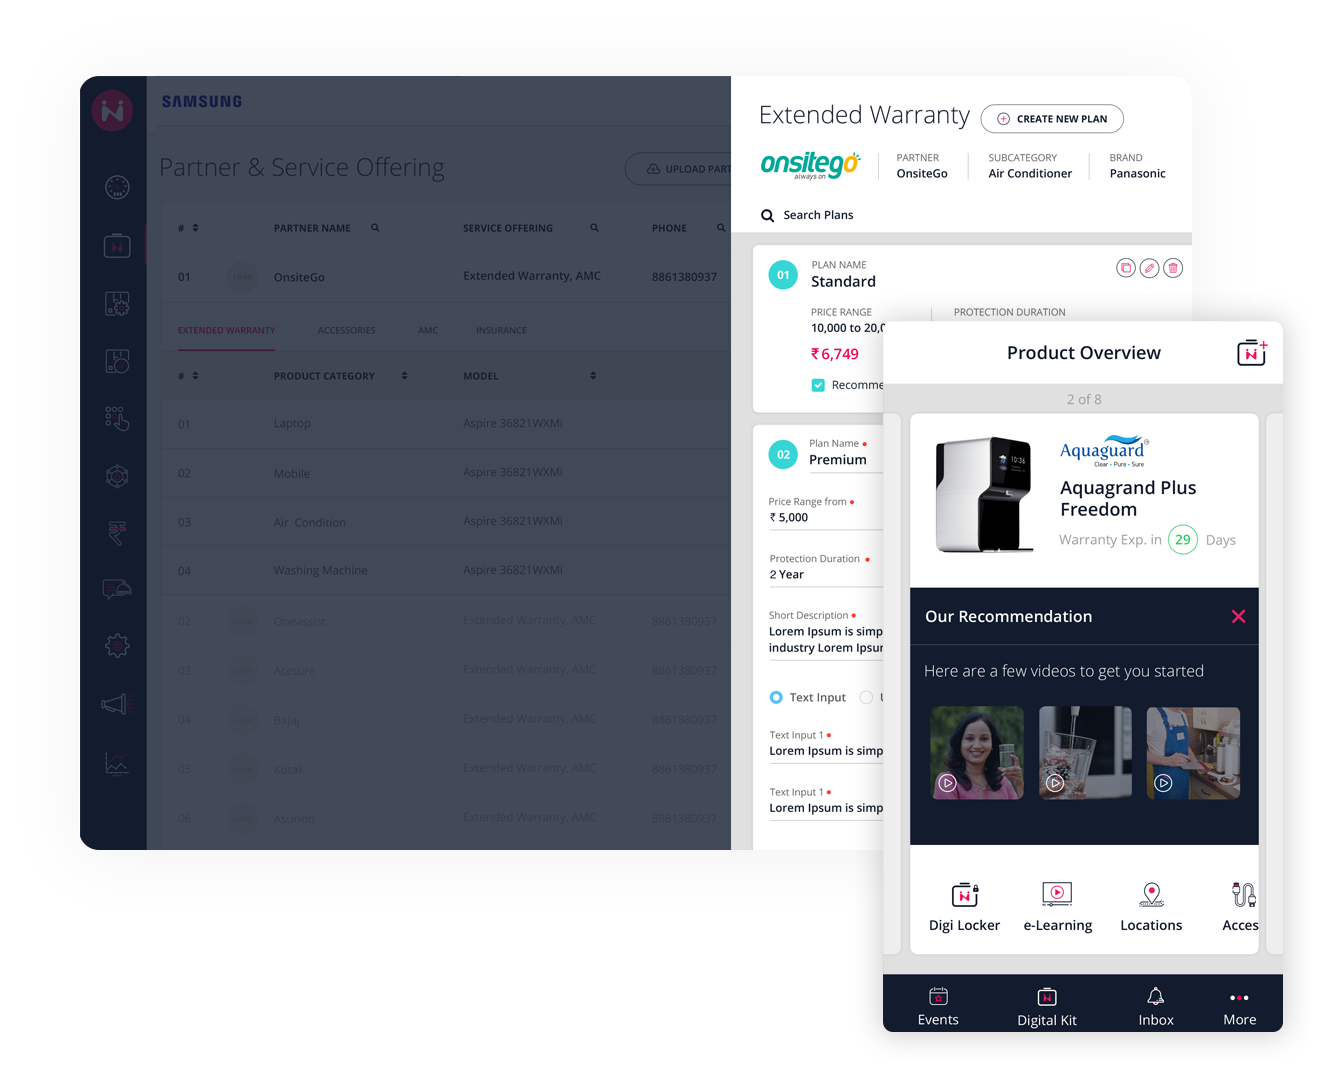 SAMSUNG
Partner & Service Offering
UPLOAD PART
# PARTNER NAME SERVICE OFFERING PHONE
01 OnsiteGo Extended Warranty, AMC 8861380937
EXTENDED WARRANTY ACCESSORIES AMC INSURANCE
# PRODUCT CATEGORY MODEL
01 Laptop Aspire 36821WXMi
02 Mobile Aspire 36821WXMi
03 Air Condition Aspire 36821WXMi
04 Washing Machine Aspire 36821WXMi
02 Oneassist Extended Warranty, AMC 8861380937
03 Accsure Extended Warranty, AMC 8861380937
04 Bajaj Extended Warranty, AMC 8861380937
05 Kotak Extended Warranty, AMC 8861380937
06 Asurion Extended Warranty, AMC 8861380937
Extended Warranty
CREATE NEW PLAN
onsitego
always on
PARTNER
OnsiteGo
SUBCATEGORY
Air Conditioner
BRAND
Panasonic
Search Plans
01
PLAN NAME
Standard
PRICE RANGE
10,000 to 20,0
PROTECTION DURATION
₹ 6,749
Recomme
02
Plan Name
Premium
Price Range from
₹ 5,000
Protection Duration
2 Year
Short Description
Lorem Ipsum is simp
industry Lorem Ipsur
Text Input
Text Input 1
Lorem Ipsum is simp
Text Input 1
Lorem Ipsum is simp
Product Overview
2 of 8
10:36
Aquaguard
Clear • Pure • Sure
Aquagrand Plus
Freedom
Warranty Exp. in 29 Days
Our Recommendation
Here are a few videos to get you started
Digi Locker e-Learning Locations Acces
Events Digital Kit Inbox More